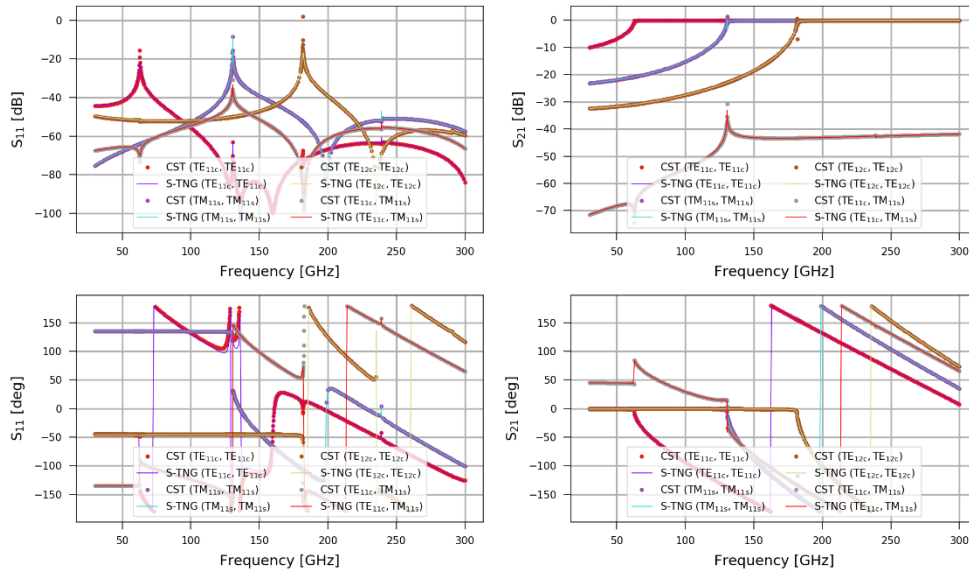 0
−20
−40
−60
−80
−100
S₁₁ [dB]
50 100 150 200 250 300
Frequency [GHz]
CST (TE₁₁c, TE₁₁c) CST (TE₁₂c, TE₁₂c)
S-TNG (TE₁₁c, TE₁₁c) S-TNG (TE₁₂c, TE₁₂c)
CST (TM₁₁s, TM₁₁s) CST (TE₁₁c, TM₁₁s)
S-TNG (TM₁₁s, TM₁₁s) S-TNG (TE₁₁c, TM₁₁s)
0
−10
−20
−30
−40
−50
−60
−70
S₂₁ [dB]
50 100 150 200 250 300
Frequency [GHz]
CST (TE₁₁c, TE₁₁c) CST (TE₁₂c, TE₁₂c)
S-TNG (TE₁₁c, TE₁₁c) S-TNG (TE₁₂c, TE₁₂c)
CST (TM₁₁s, TM₁₁s) CST (TE₁₁c, TM₁₁s)
S-TNG (TM₁₁s, TM₁₁s) S-TNG (TE₁₁c, TM₁₁s)
150
100
50
0
−50
−100
−150
S₁₁ [deg]
50 100 150 200 250 300
Frequency [GHz]
CST (TE₁₁c, TE₁₁c) CST (TE₁₂c, TE₁₂c)
S-TNG (TE₁₁c, TE₁₁c) S-TNG (TE₁₂c, TE₁₂c)
CST (TM₁₁s, TM₁₁s) CST (TE₁₁c, TM₁₁s)
S-TNG (TM₁₁s, TM₁₁s) S-TNG (TE₁₁c, TM₁₁s)
150
100
50
0
−50
−100
−150
S₂₁ [deg]
50 100 150 200 250 300
Frequency [GHz]
CST (TE₁₁c, TE₁₁c) CST (TE₁₂c, TE₁₂c)
S-TNG (TE₁₁c, TE₁₁c) S-TNG (TE₁₂c, TE₁₂c)
CST (TM₁₁s, TM₁₁s) CST (TE₁₁c, TM₁₁s)
S-TNG (TM₁₁s, TM₁₁s) S-TNG (TE₁₁c, TM₁₁s)